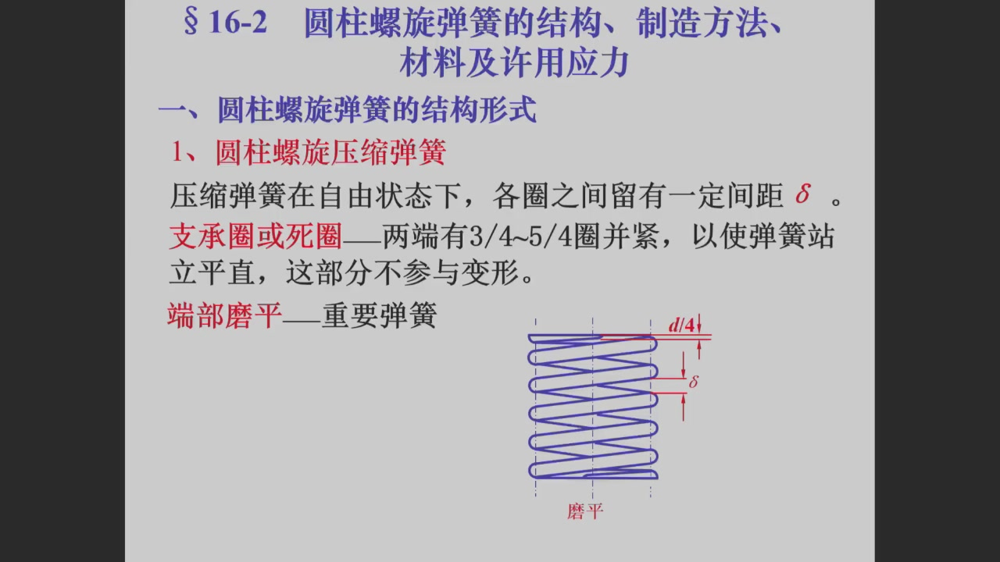 §16-2 圆柱螺旋弹簧的结构、制造方法、
材料及许用应力
一、圆柱螺旋弹簧的结构形式
1、圆柱螺旋压缩弹簧
压缩弹簧在自由状态下，各圈之间留有一定间距 δ 。
支承圈或死圈——两端有3/4~5/4圈并紧，以使弹簧站
立平直，这部分不参与变形。
端部磨平——重要弹簧
d/4
δ
磨平